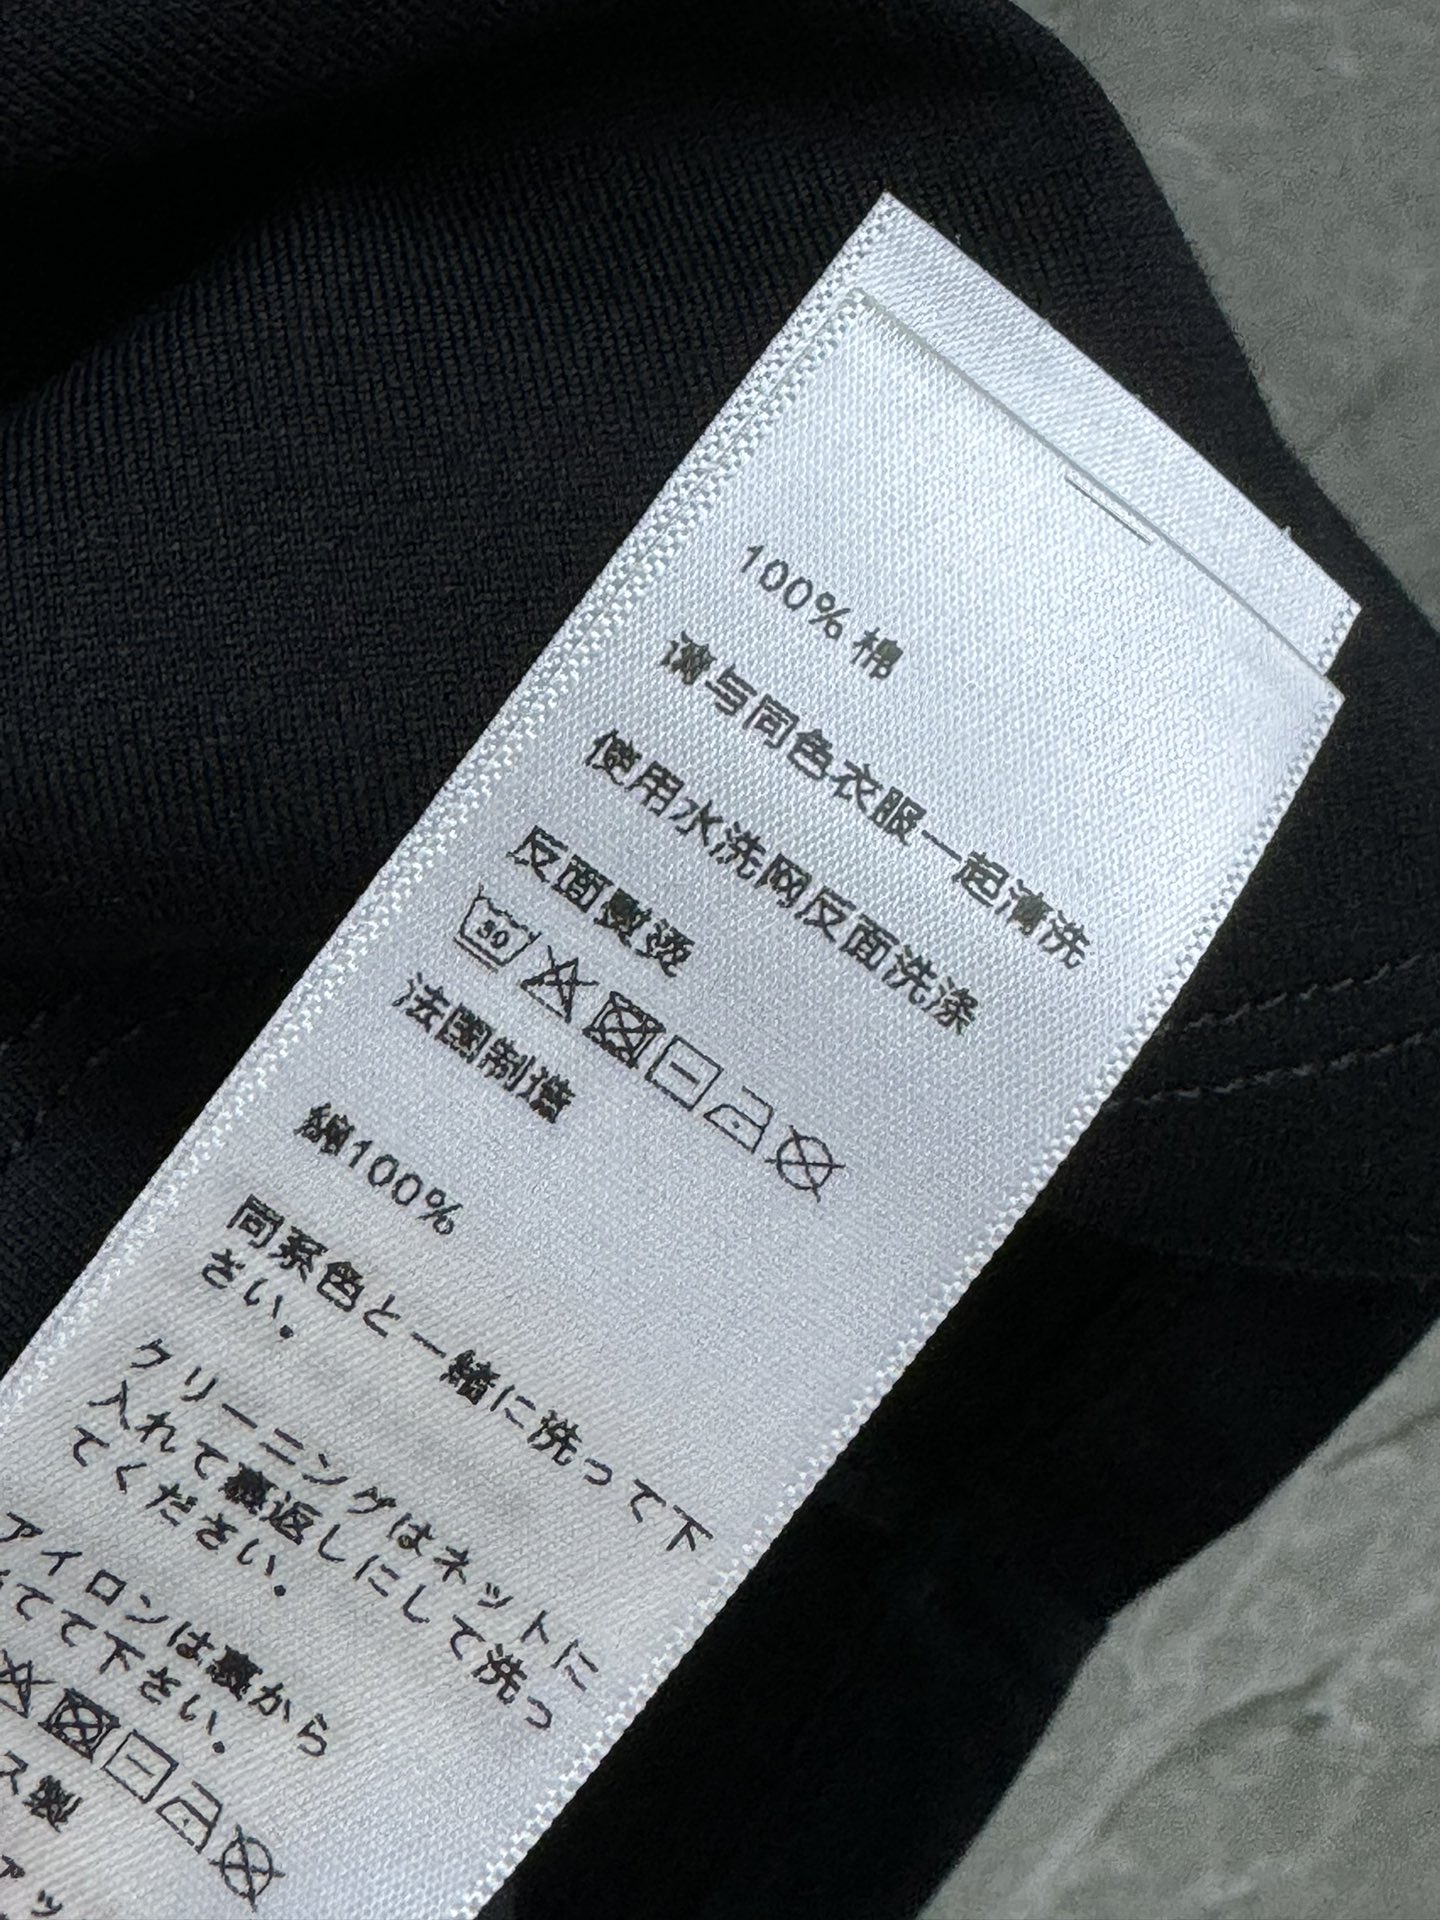 100% 棉
请与同色衣服一起清洗
使用水洗网反面洗涤
反面熨烫
30
法国制造
綿100%
同系色と一緒に洗って下
さい。
クリーニングはネットに
入れて裏返しにして洗っ
てください。
アイロンは裏から
てて下さい。
ス製